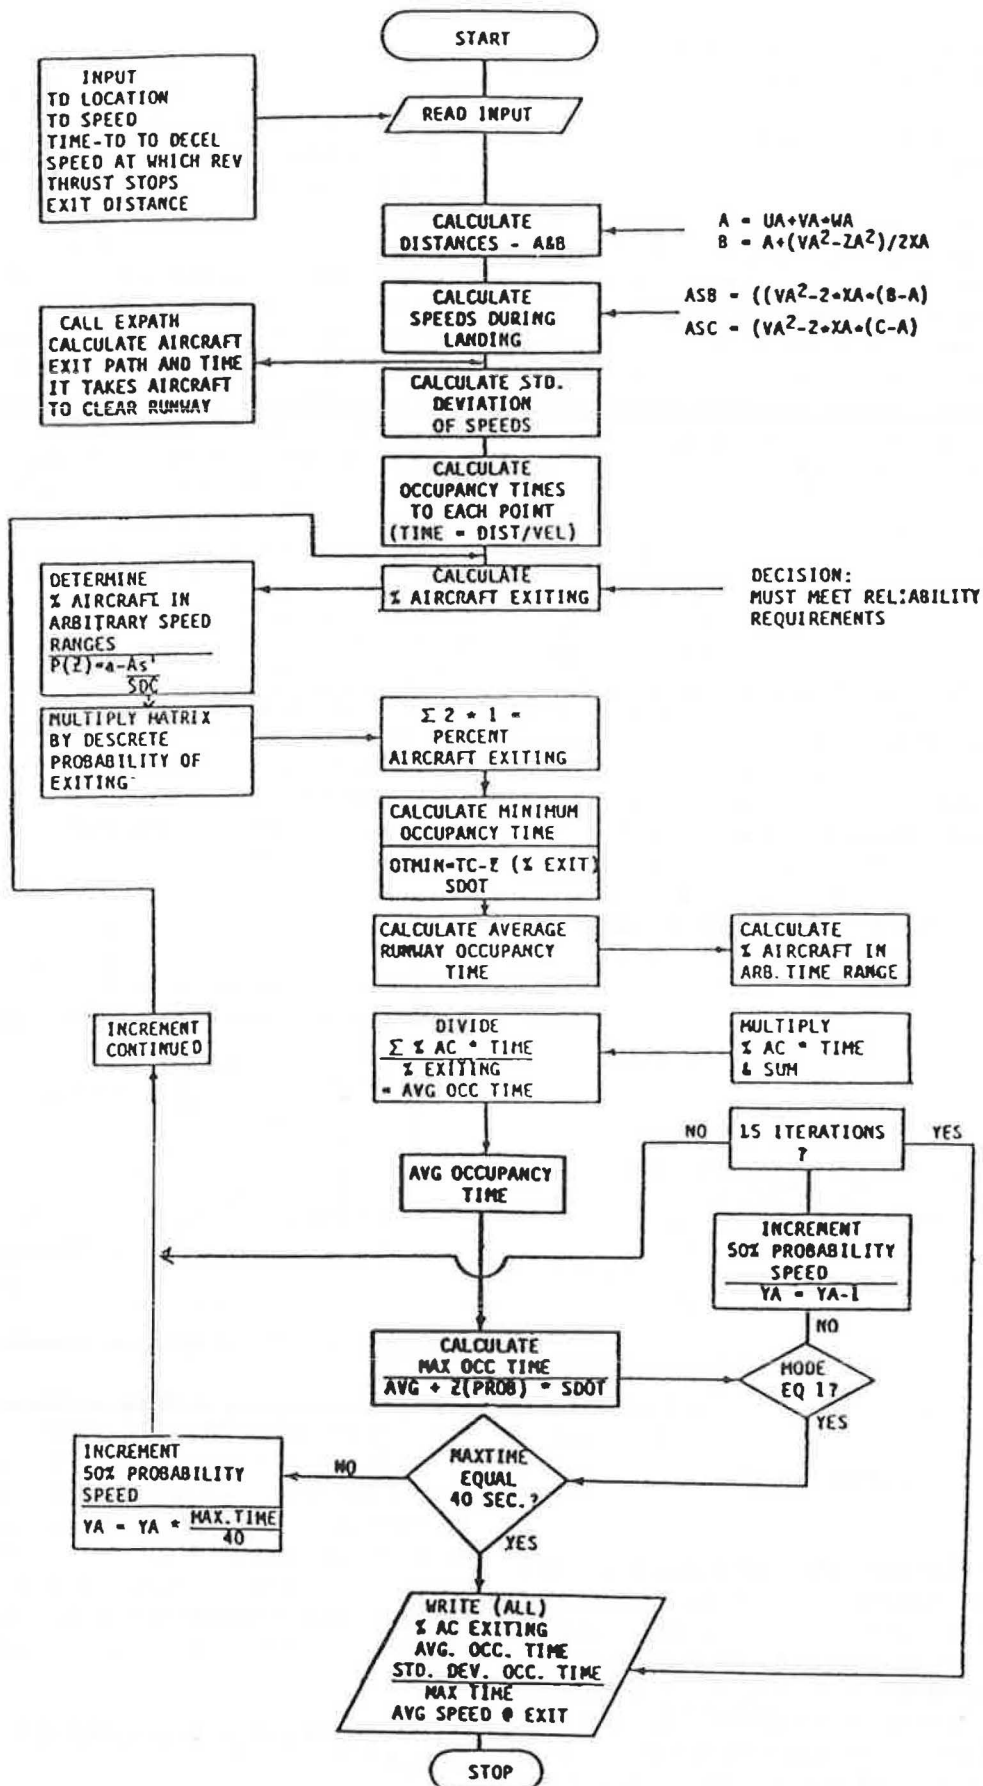 START
INPUT
TD LOCATION
TD SPEED
TIME-TD TO DECEL
SPEED AT WHICH REV
THRUST STOPS
EXIT DISTANCE
READ INPUT
CALCULATE
DISTANCES - A&B
A = UA+VA*WA
B = A+(VA²-ZA²)/2XA
CALCULATE
SPEEDS DURING
LANDING
ASB = ((VA²-2*XA*(B-A)
ASC = (VA²-2*XA*(C-A)
CALL EXPATH
CALCULATE AIRCRAFT
EXIT PATH AND TIME
IT TAKES AIRCRAFT
TO CLEAR RUNWAY
CALCULATE STD.
DEVIATION
OF SPEEDS
CALCULATE
OCCUPANCY TIMES
TO EACH POINT
(TIME = DIST/VEL)
CALCULATE
% AIRCRAFT EXITING
DECISION:
MUST MEET RELIABILITY
REQUIREMENTS
DETERMINE
% AIRCRAFT IN
ARBITRARY SPEED
RANGES
P(Z)=a-As'
SDC
MULTIPLY MATRIX
BY DESCRETE
PROBABILITY OF
EXITING
Σ 2 * 1 =
PERCENT
AIRCRAFT EXITING
CALCULATE MINIMUM
OCCUPANCY TIME
OTMIN=TC-Z (% EXIT)
SDOT
CALCULATE AVERAGE
RUNWAY OCCUPANCY
TIME
CALCULATE
% AIRCRAFT IN
ARB. TIME RANGE
MULTIPLY
% AC * TIME
& SUM
DIVIDE
Σ % AC * TIME
% EXITING
= AVG OCC TIME
INCREMENT
CONTINUED
AVG OCCUPANCY
TIME
NO
15 ITERATIONS
?
YES
INCREMENT
50% PROBABILITY
SPEED
YA = YA-1
NO
CALCULATE
MAX OCC TIME
AVG + Z(PROB) * SDOT
MODE
EQ 1?
YES
MAXTIME
EQUAL
40 SEC.?
NO
YES
INCREMENT
50% PROBABILITY
SPEED
YA = YA * MAX.TIME
40
WRITE (ALL)
% AC EXITING
AVG. OCC. TIME
STD. DEV. OCC. TIME
MAX TIME
AVG SPEED @ EXIT
STOP